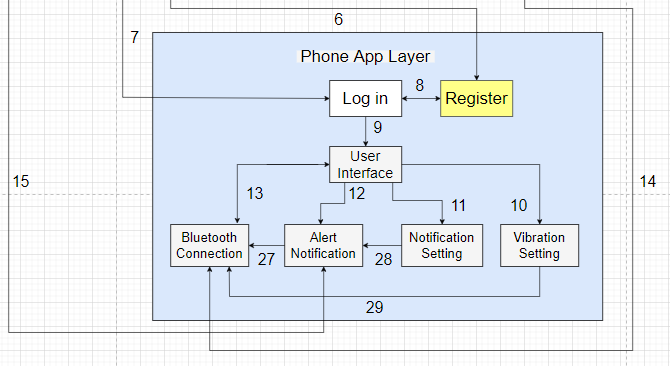 6
7
Phone App Layer
Log in
8
Register
9
User
Interface
15
14
13
12
11
10
Bluetooth
Connection
27
Alert
Notification
28
Notification
Setting
Vibration
Setting
29